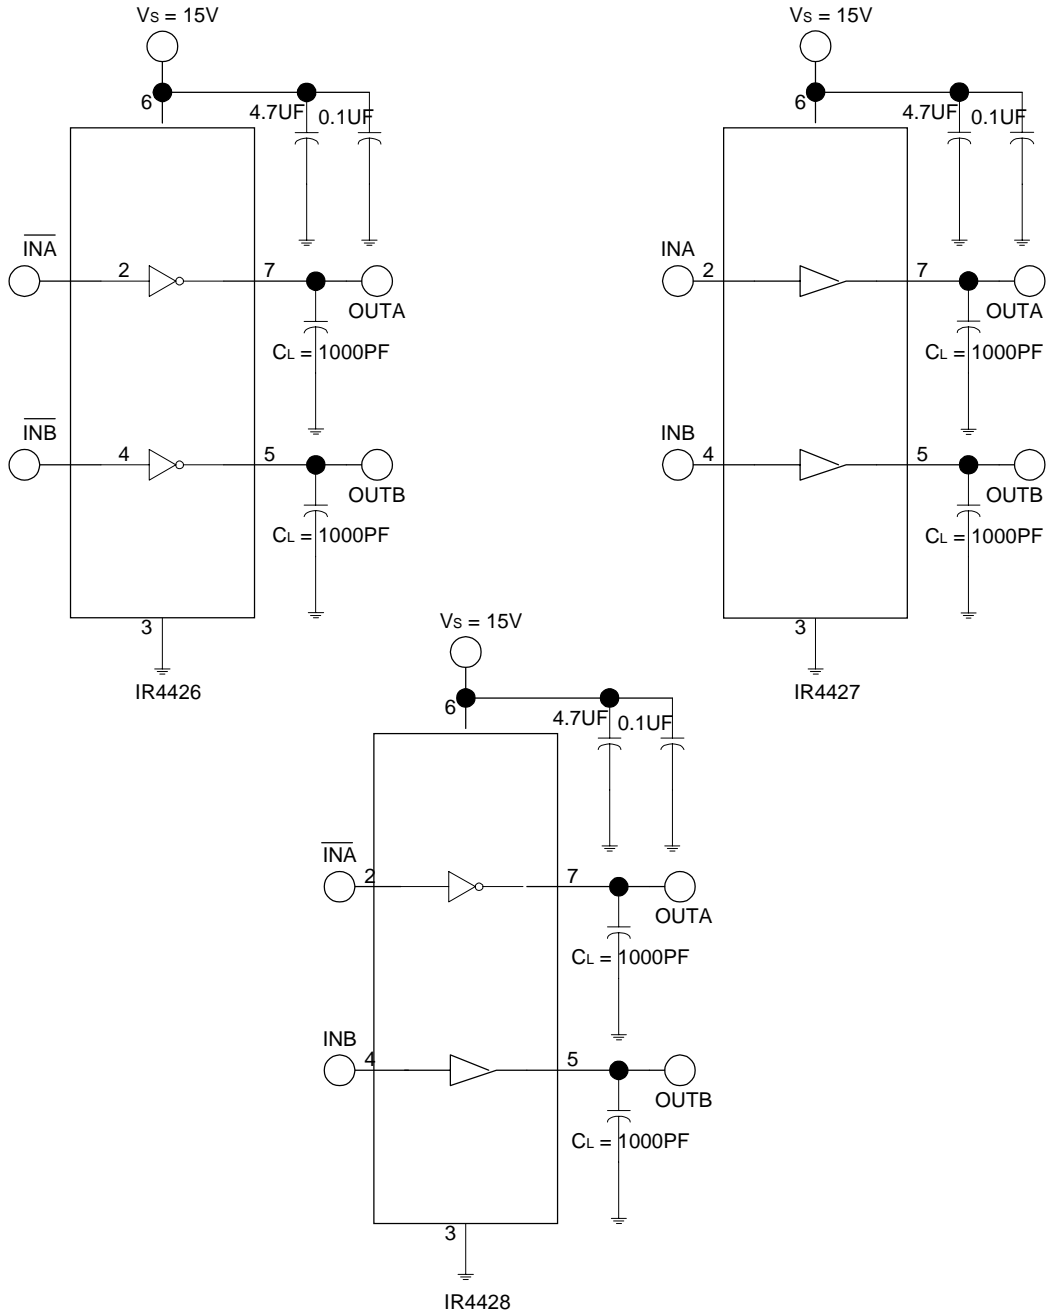 Vs = 15V
6
4.7UF
0.1UF
INA
2
7
OUTA
CL = 1000PF
INB
4
5
OUTB
CL = 1000PF
3
IR4426
Vs = 15V
6
4.7UF
0.1UF
INA
2
7
OUTA
CL = 1000PF
INB
4
5
OUTB
CL = 1000PF
3
IR4427
Vs = 15V
6
4.7UF
0.1UF
INA
2
7
OUTA
CL = 1000PF
INB
4
5
OUTB
CL = 1000PF
3
IR4428